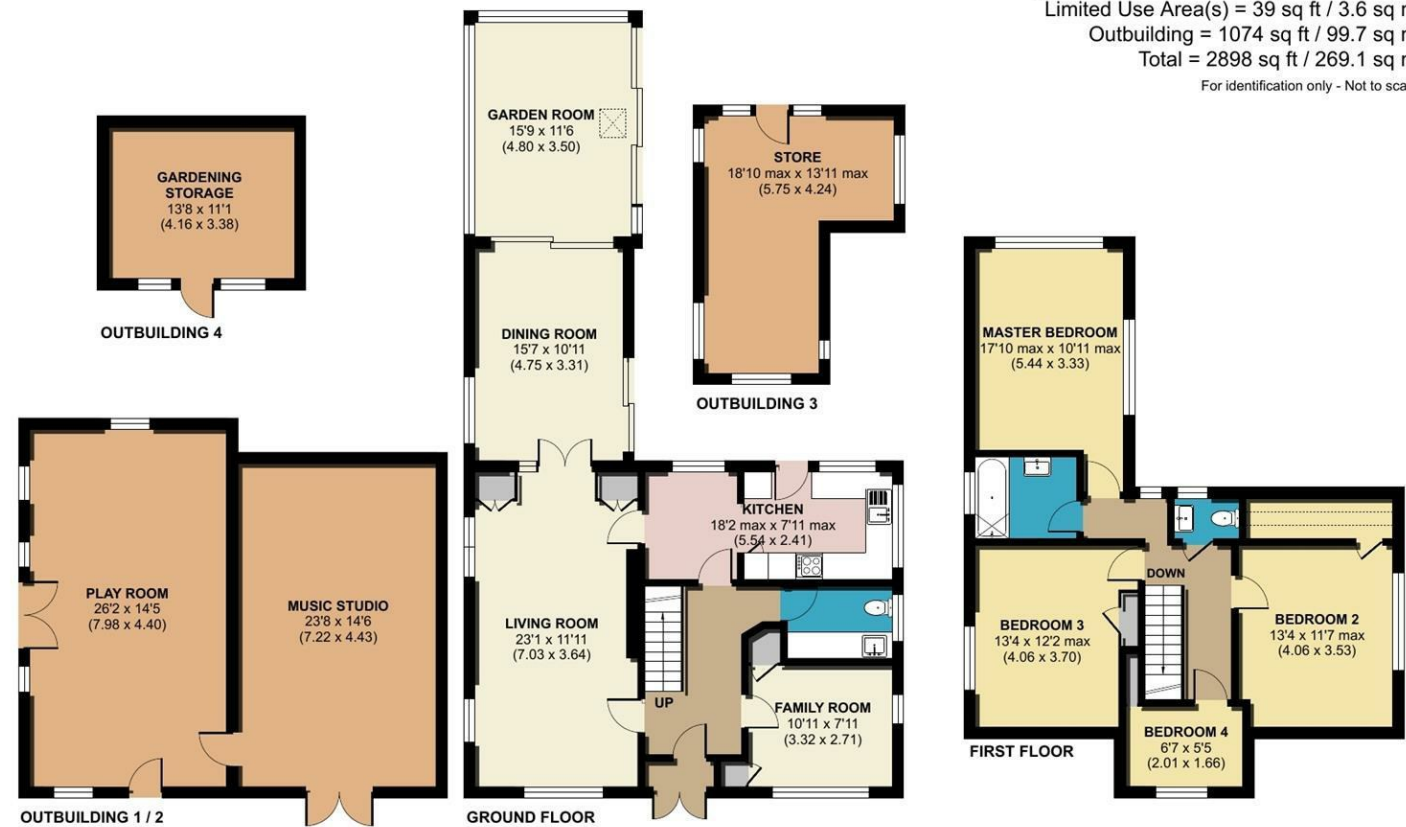 Limited Use Area(s) = 39 sq ft / 3.6 sq
Outbuilding = 1074 sq ft / 99.7 sq
Total = 2898 sq ft / 269.1 sq
For identification only - Not to
GARDEN ROOM
15'9 x 11'6
(4.80 x 3.50)
STORE
18'10 max x 13'11 max
(5.75 x 4.24)
GARDENING
STORAGE
13'8 x 11'1
(4.16 x 3.38)
OUTBUILDING 4
DINING ROOM
15'7 x 10'11
(4.75 x 3.31)
OUTBUILDING 3
MASTER BEDROOM
17'10 max x 10'11 max
(5.44 x 3.33)
KITCHEN
18'2 max x 7'11 max
(5.54 x 2.41)
PLAY ROOM
26'2 x 14'5
(7.98 x 4.40)
MUSIC STUDIO
23'8 x 14'6
(7.22 x 4.43)
LIVING ROOM
23'1 x 11'11
(7.03 x 3.64)
UP
FAMILY ROOM
10'11 x 7'11
(3.32 x 2.71)
DOWN
BEDROOM 3
13'4 x 12'2 max
(4.06 x 3.70)
BEDROOM 2
13'4 x 11'7 max
(4.06 x 3.53)
BEDROOM 4
6'7 x 5'5
(2.01 x 1.66)
FIRST FLOOR
OUTBUILDING 1 / 2
GROUND FLOOR